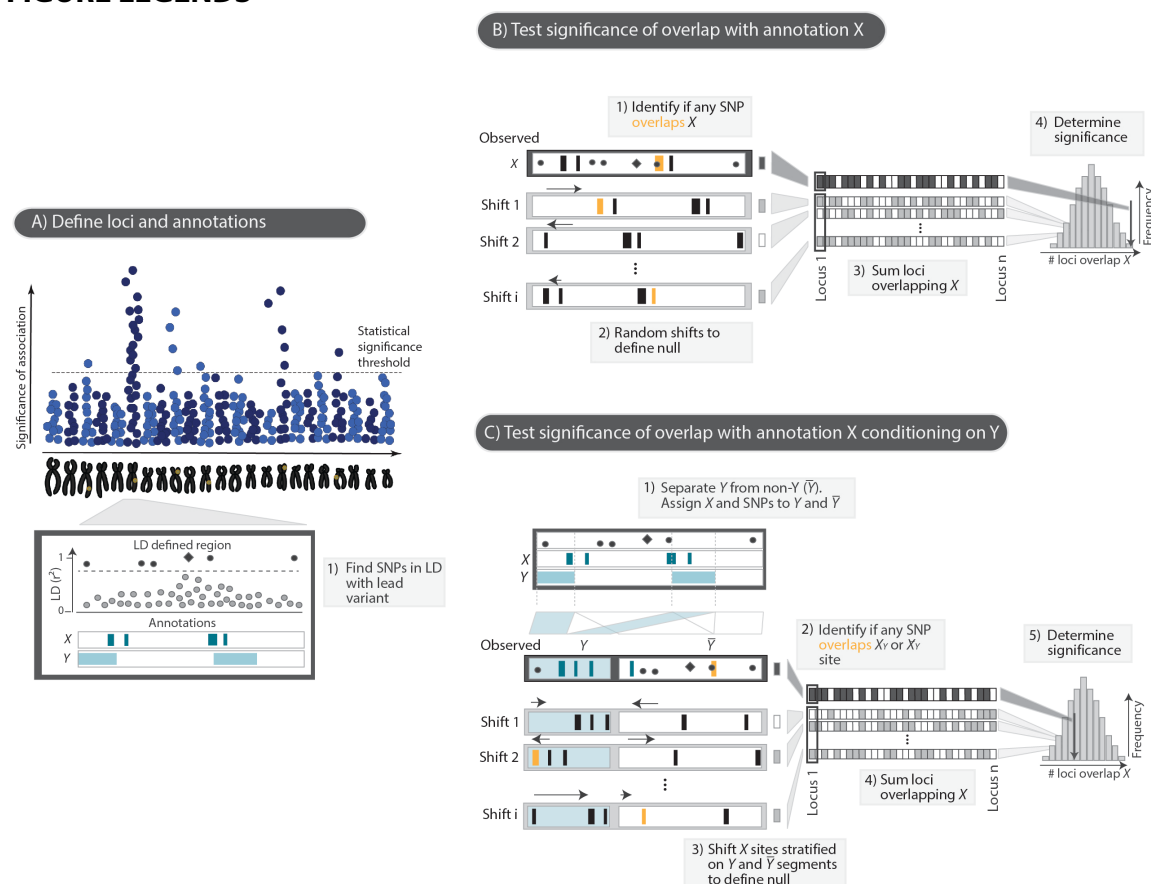 FIGURE LEGENDS
A) Define loci and annotations
Significance of association
Statistical
significance
threshold
LD defined region
1
LD (r²)
0
Annotations
X
Y
1) Find SNPs in LD
with lead
variant
B) Test significance of overlap with annotation X
1) Identify if any SNP
overlaps X
Observed
X
Shift 1
Shift 2
Shift i
2) Random shifts to
define null
Locus 1
3) Sum loci
overlapping X
Locus n
4) Determine
significance
Frequency
# loci overlap X
C) Test significance of overlap with annotation X conditioning on Y
1) Separate Y from non-Y (Y̅).
Assign X and SNPs to Y and Y̅
X
Y
Observed
Y
Y̅
2) Identify if any SNP
overlaps XY or XY
site
Shift 1
Shift 2
Shift i
3) Shift X sites stratified
on Y and Y̅ segments
to define null
Locus 1
4) Sum loci
overlapping X
Locus n
5) Determine
significance
Frequency
# loci overlap X